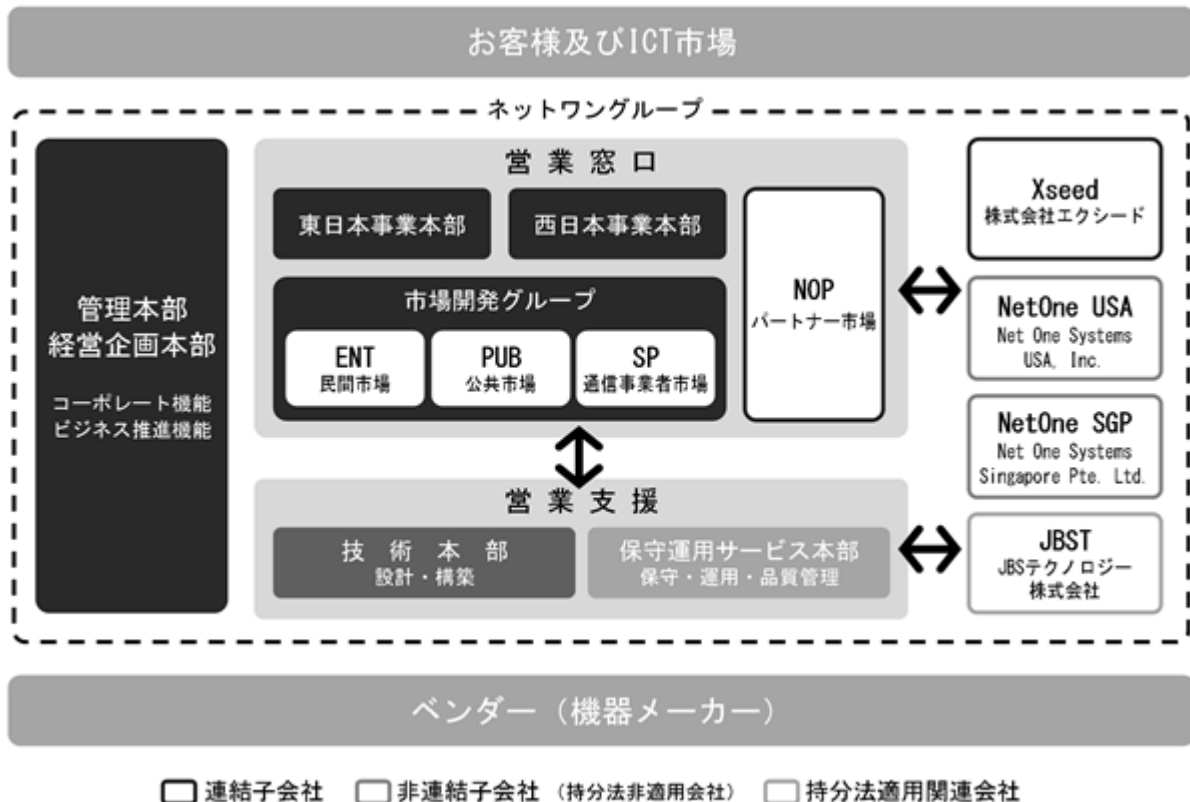 お客様及びICT市場
ネットワングループ
管理本部
経営企画本部
コーポレート機能
ビジネス推進機能
営業窓口
東日本事業本部
西日本事業本部
市場開発グループ
ENT
民間市場
PUB
公共市場
SP
通信事業者市場
NOP
パートナー市場
営業支援
技術本部
設計・構築
保守運用サービス本部
保守・運用・品質管理
Xseed
株式会社エクシード
NetOne USA
Net One Systems
USA, Inc.
NetOne SGP
Net One Systems
Singapore Pte. Ltd.
JBST
JBSテクノロジー
株式会社
ベンダー（機器メーカー）
連結子会社
非連結子会社（持分法非適用会社）
持分法適用関連会社